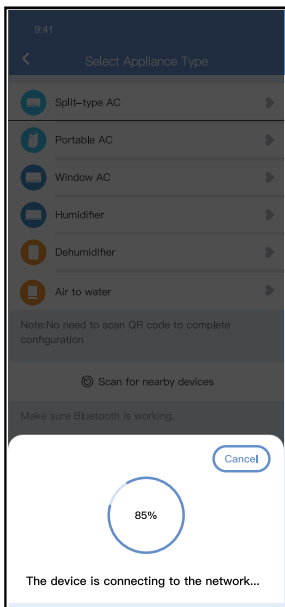 9:41
Select Appliance Type
Split-type AC
Portable AC
Window AC
Humidifier
Dehumidifier
Air to water
Note:No need to scan QR code to complete
configuration
Scan for nearby devices
Make sure Bluetooth is working.
Cancel
85%
The device is connecting to the network...